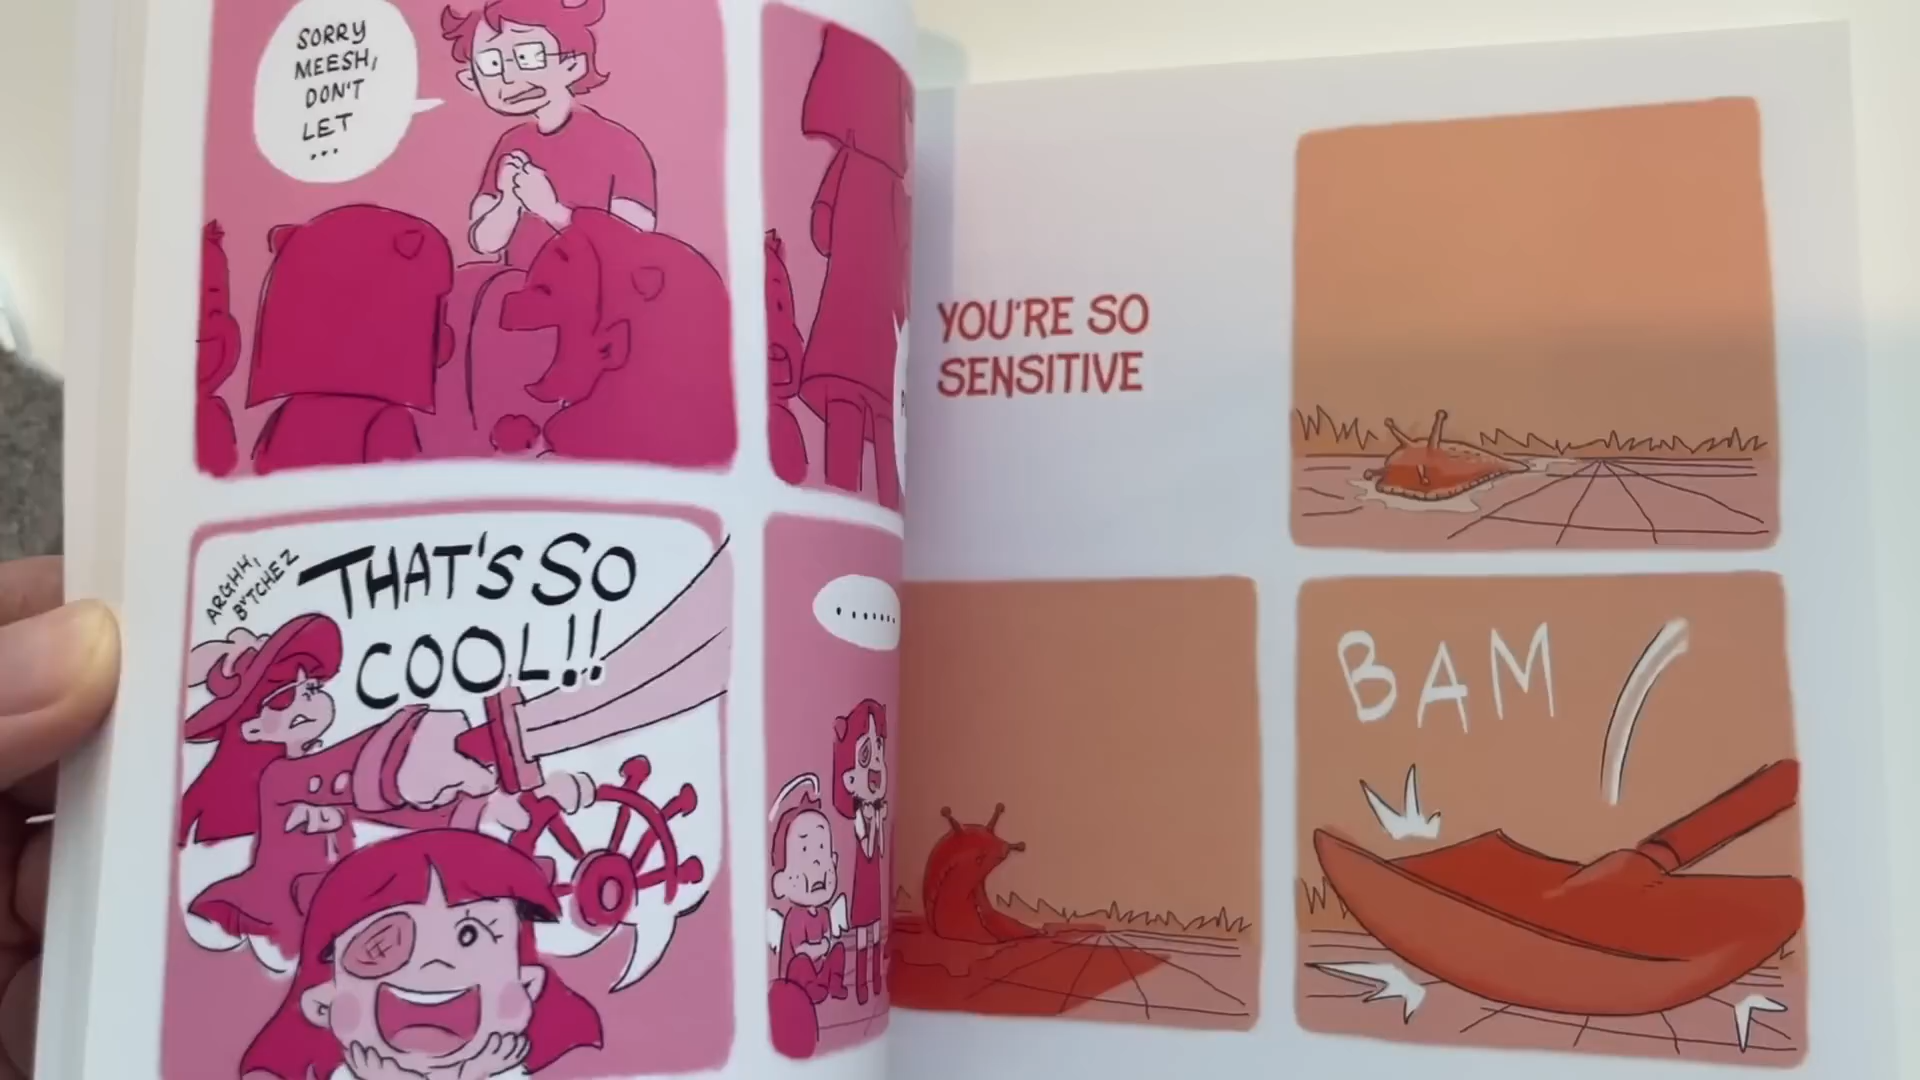 SORRY
MEESH,
DON'T
LET
...
ARGHH,
B*TCHEZ
THAT'S SO
COOL!!
.......
YOU'RE SO
SENSITIVE
BAM